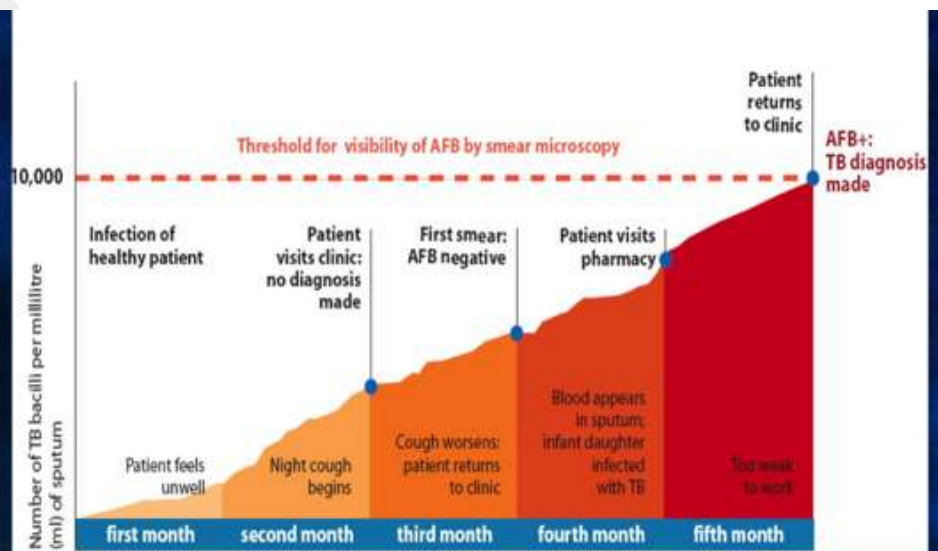 Patient
returns
to clinic
Threshold for visibility of AFB by smear microscopy
AFB+:
TB diagnosis
made
10,000
Infection of
healthy patient
Patient
visits clinic:
no diagnosis
made
First smear:
AFB negative
Patient visits
pharmacy
Number of TB bacilli per millilitre
(ml) of sputum
Patient feels
unwell
Night cough
begins
Cough worsens:
patient returns
to clinic
Blood appears
in sputum;
infant daughter
infected
with TB
Too weak
to work
first month
second month
third month
fourth month
fifth month